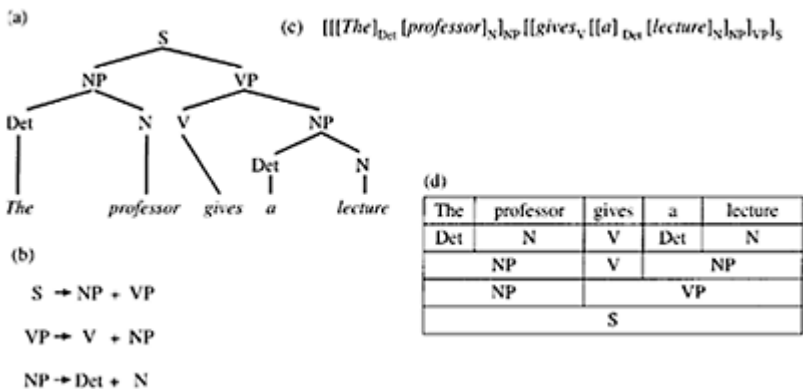 (a)
S
NP VP
Det N V NP
Det N
The professor gives a lecture
(b)
S → NP + VP
VP → V + NP
NP → Det + N
(c) [[[The]Det [professor]N]NP [[givesV [[a] Det [lecture]N]NP]VP]S
(d)
The professor gives a lecture
Det N V Det N
NP V NP
NP VP
S